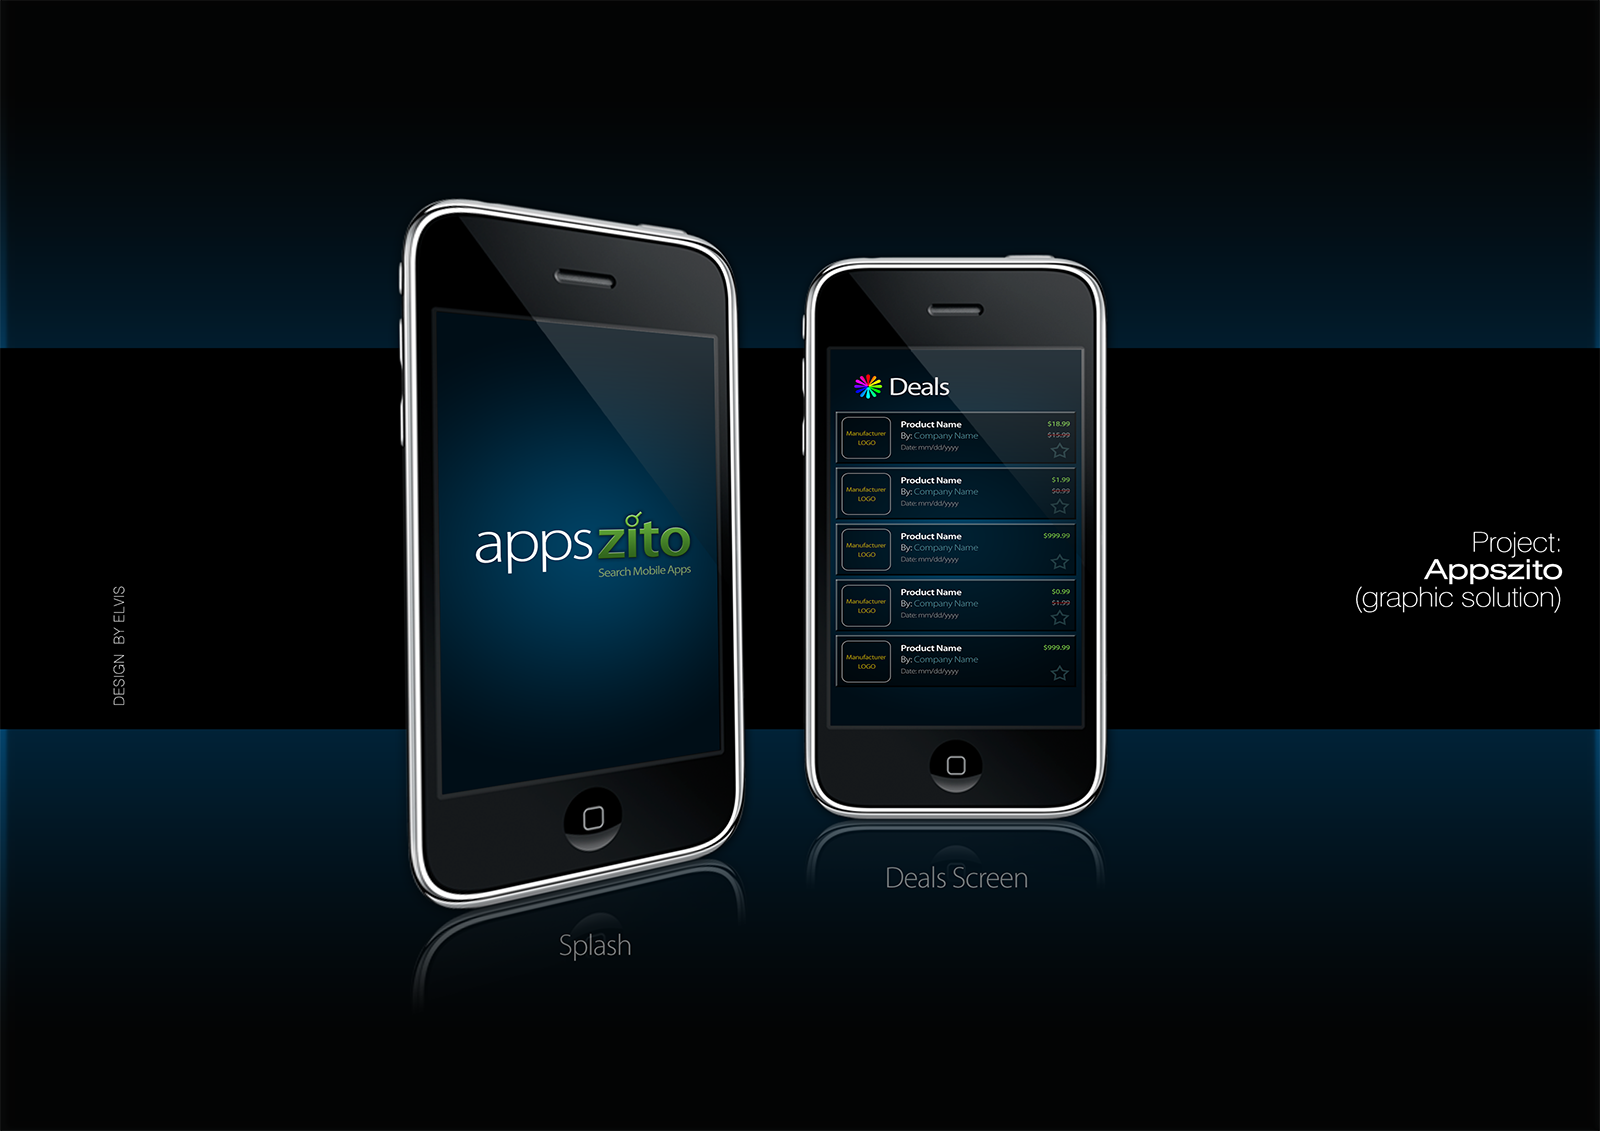 DESIGN BY ELVIS
appszito
Search Mobile Apps
Splash
Deals
Manufacturer
LOGO
Product Name
By: Company Name
Date: mm/dd/yyyy
$18.99
$15.99
Manufacturer
LOGO
Product Name
By: Company Name
Date: mm/dd/yyyy
$1.99
$0.99
Manufacturer
LOGO
Product Name
By: Company Name
Date: mm/dd/yyyy
$999.99
Manufacturer
LOGO
Product Name
By: Company Name
Date: mm/dd/yyyy
$0.99
$1.99
Manufacturer
LOGO
Product Name
By: Company Name
Date: mm/dd/yyyy
$999.99
Deals Screen
Project:
Appszito
(graphic solution)